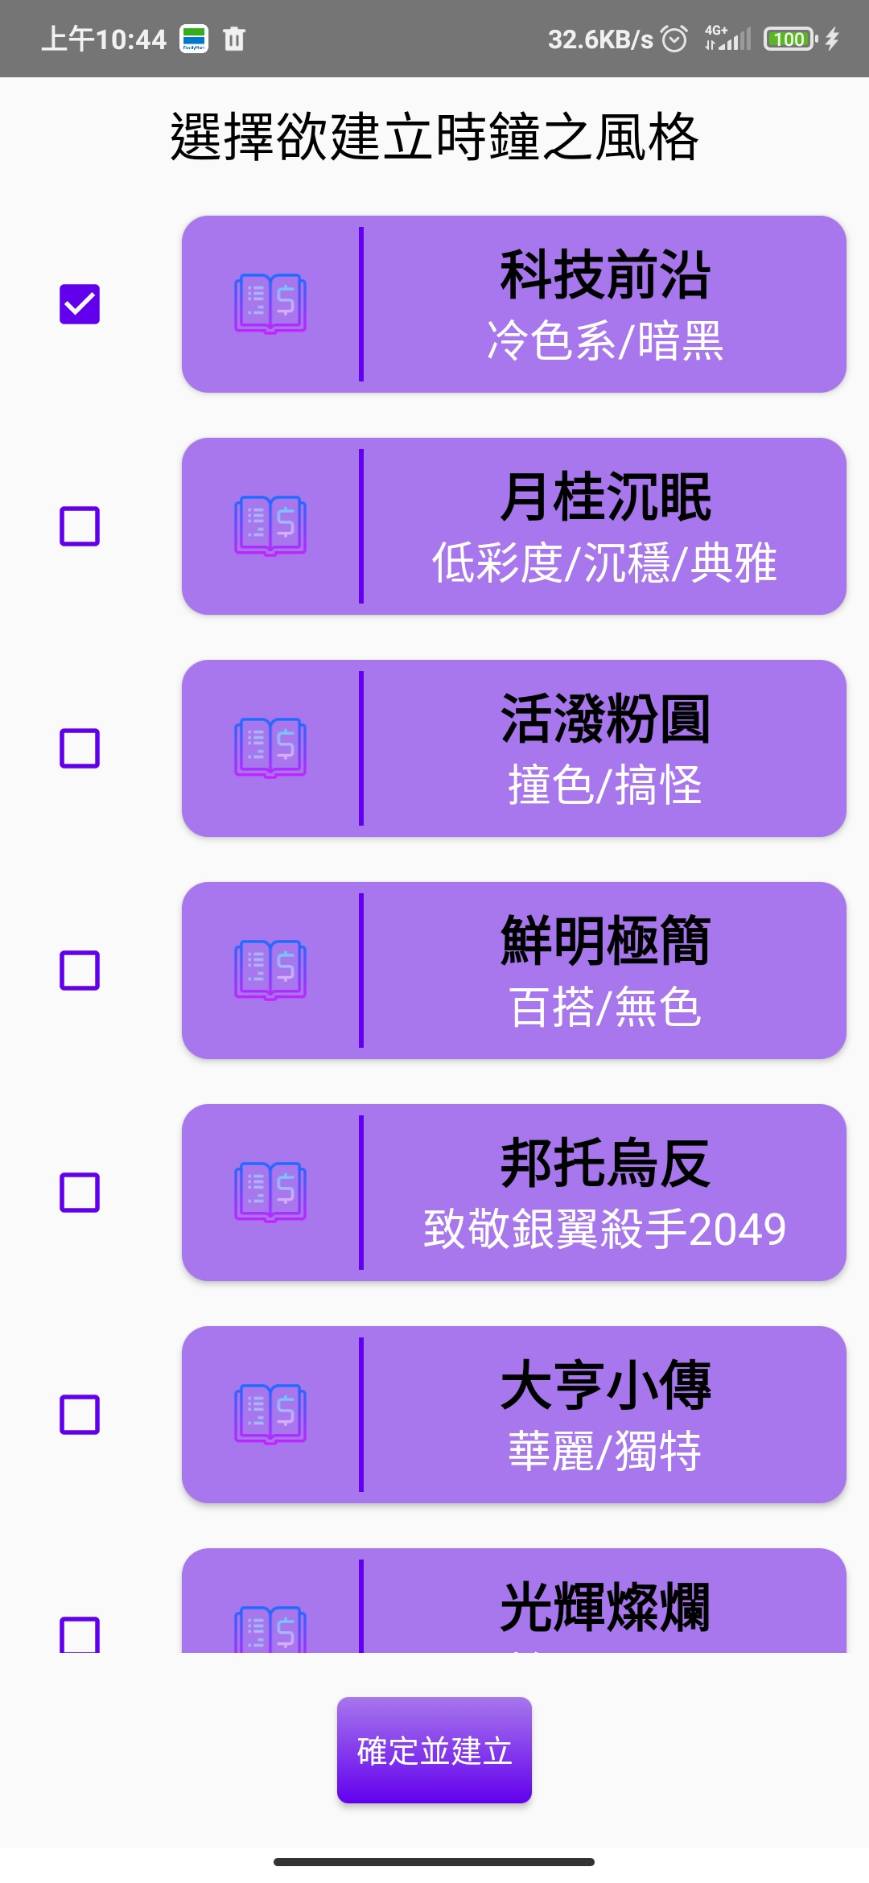 上午10:44
32.6KB/s
4G+
100
選擇欲建立時鐘之風格
科技前沿
冷色系/暗黑
月桂沉眠
低彩度/沉穩/典雅
活潑粉圓
撞色/搞怪
鮮明極簡
百搭/無色
邦托烏反
致敬銀翼殺手2049
大亨小傳
華麗/獨特
光輝燦爛
確定並建立